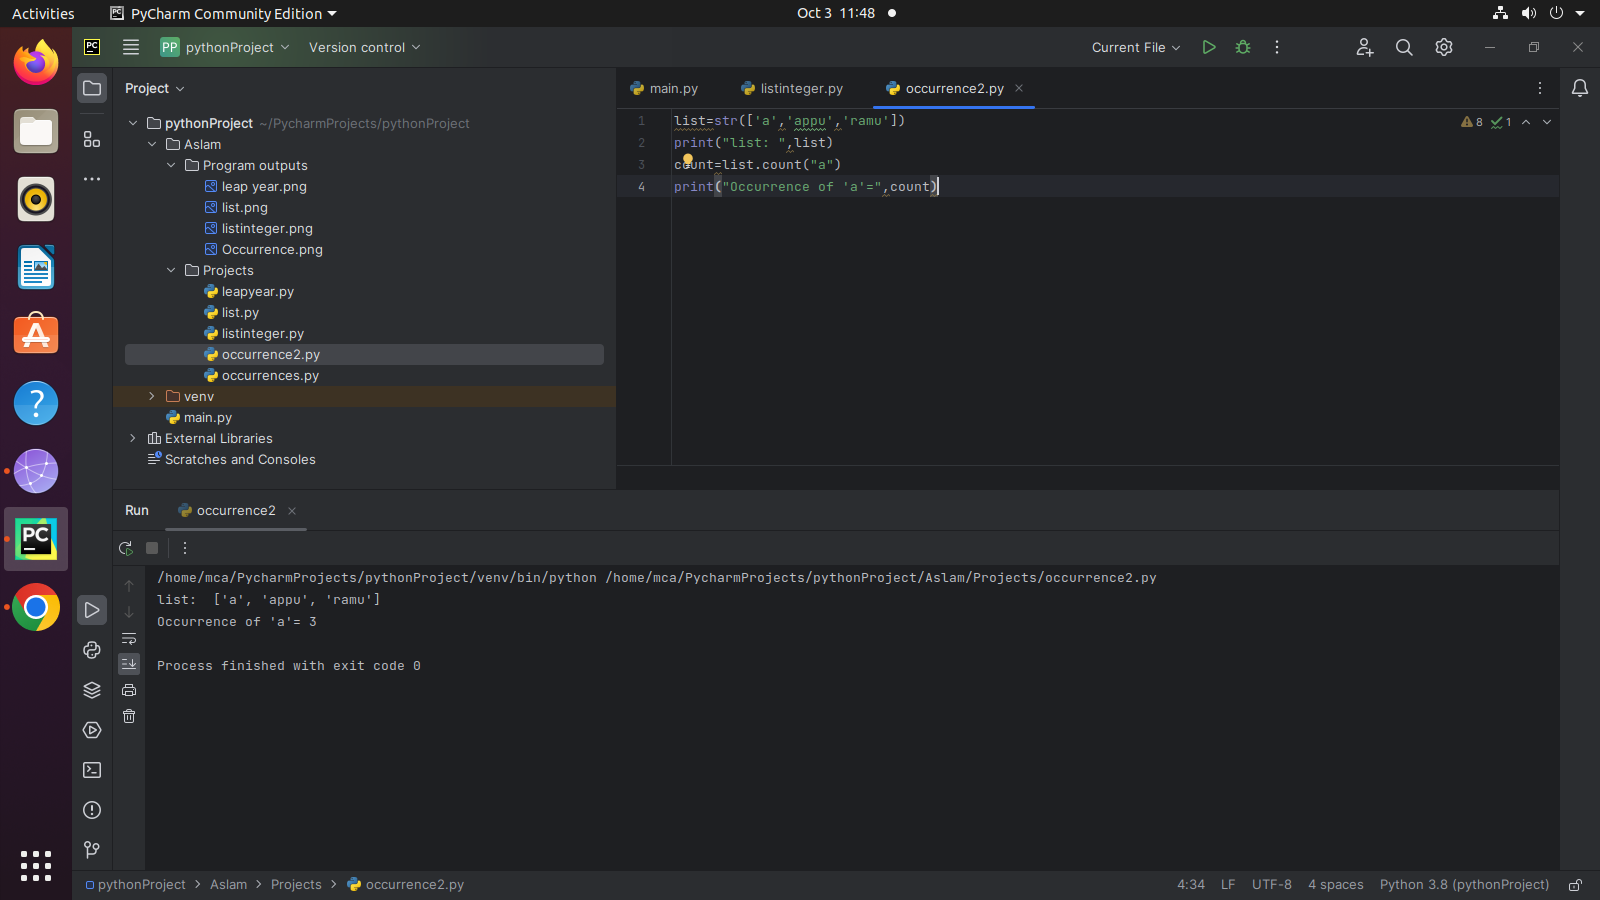 Activities
PyCharm Community Edition
Oct 3 11:48
PC
PP pythonProject
Version control
Current File
Project
main.py
listinteger.py
occurrence2.py
pythonProject ~/PycharmProjects/pythonProject
Aslam
Program outputs
leap year.png
list.png
listinteger.png
Occurrence.png
Projects
leapyear.py
list.py
listinteger.py
occurrence2.py
occurrences.py
venv
main.py
External Libraries
Scratches and Consoles
1 list=str(['a','appu','ramu'])
2 print("list: ",list)
3 count=list.count("a")
4 print("Occurrence of 'a'=",count)
8 1
Run
occurrence2
/home/mca/PycharmProjects/pythonProject/venv/bin/python /home/mca/PycharmProjects/pythonProject/Aslam/Projects/occurrence2.py
list:  ['a', 'appu', 'ramu']
Occurrence of 'a'= 3
Process finished with exit code 0
PC
pythonProject > Aslam > Projects > occurrence2.py
4:34 LF UTF-8 4 spaces Python 3.8 (pythonProject)